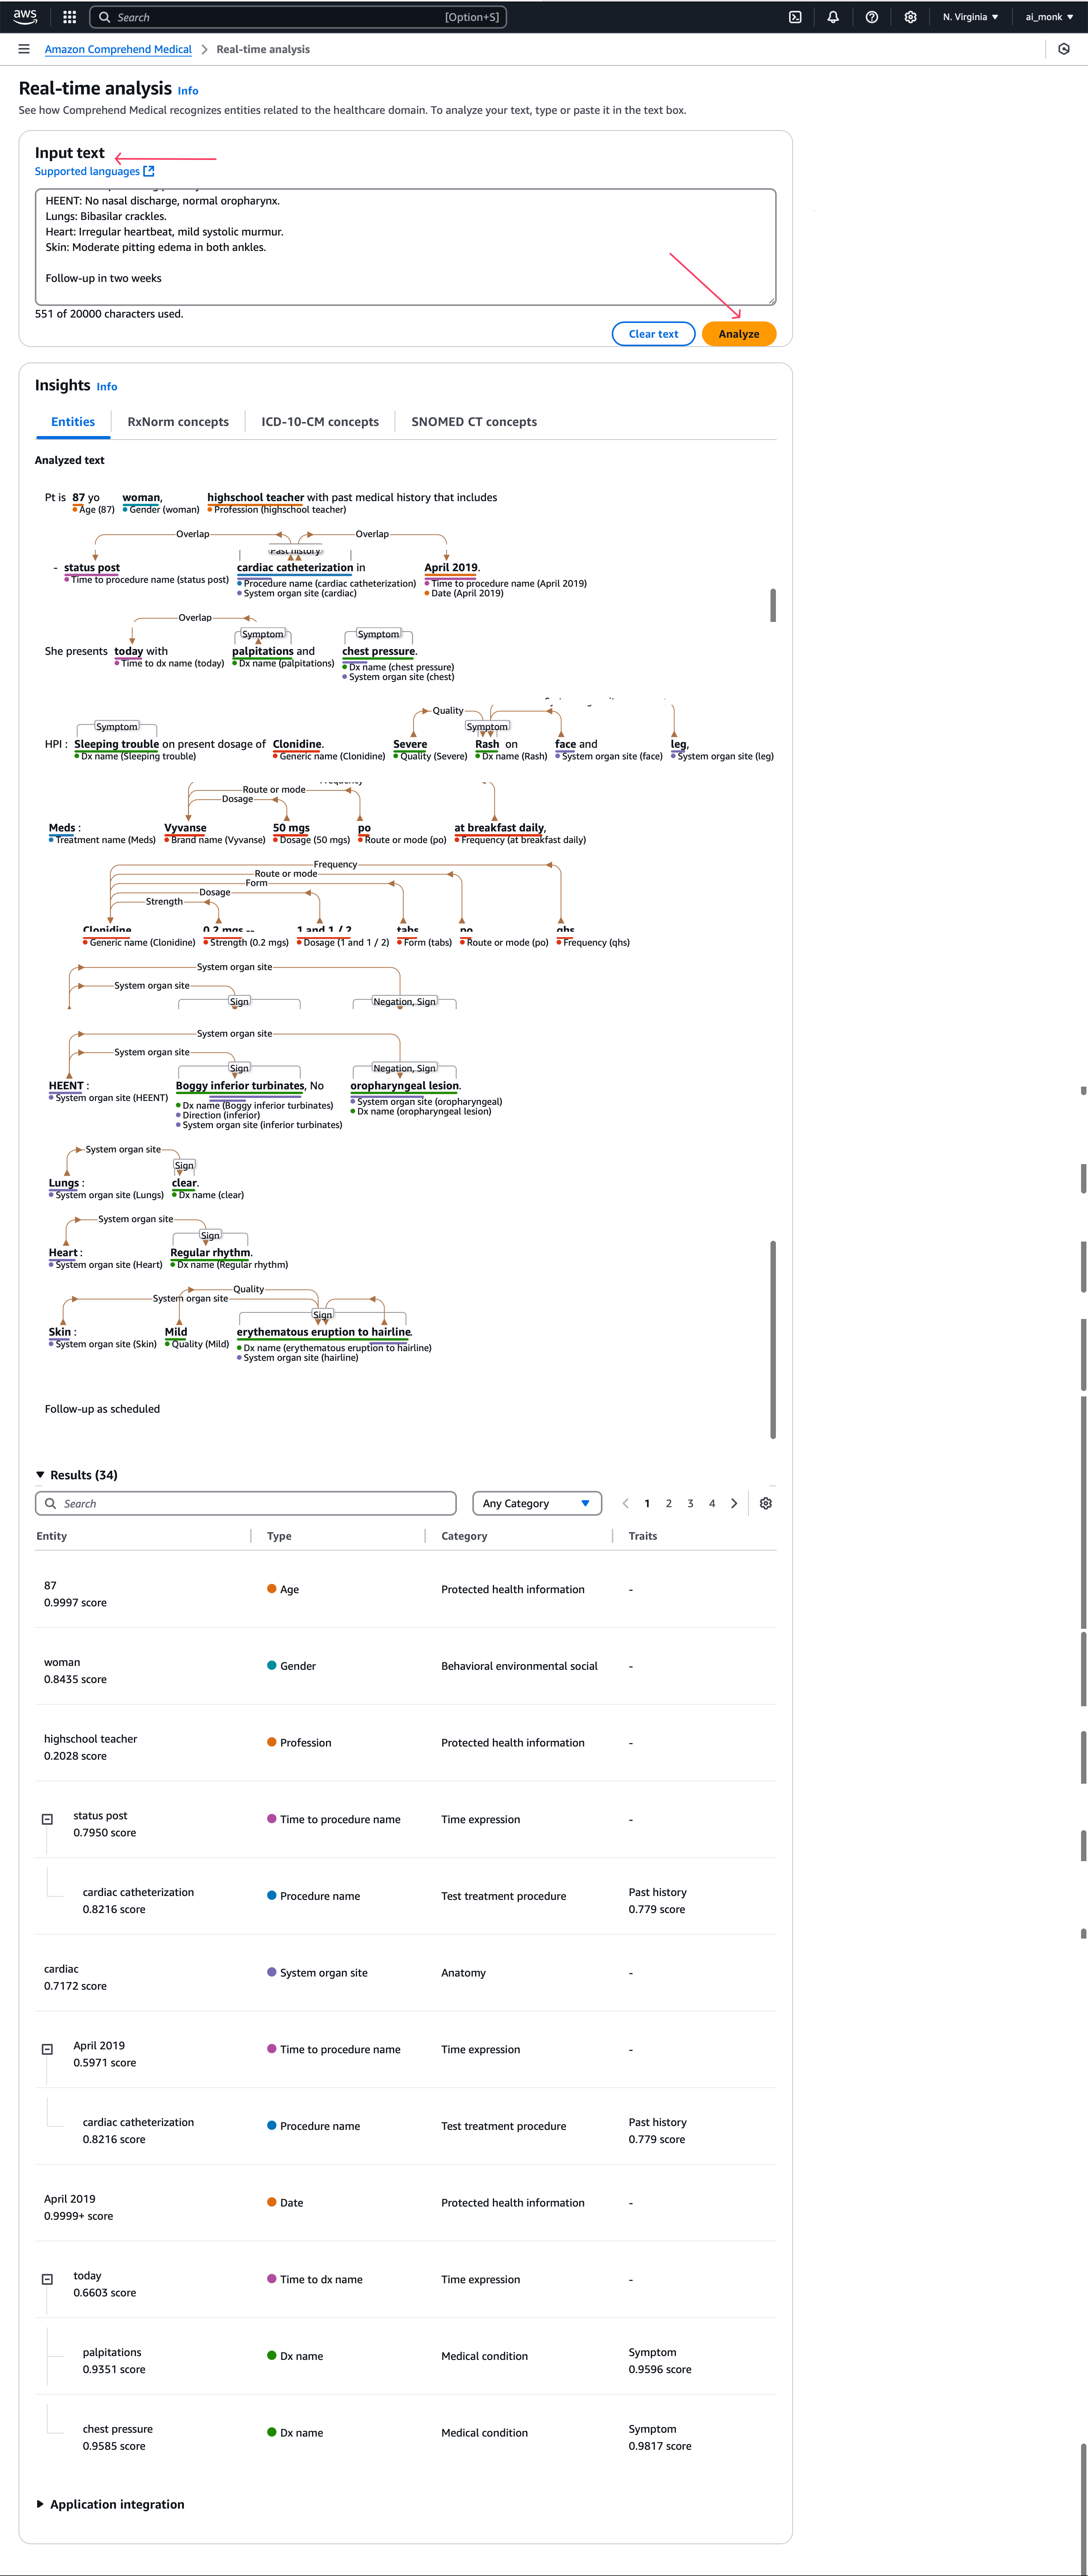 aws
Search [Option+S]
N. Virginia
ai_monk
Amazon Comprehend Medical
Real-time analysis
Real-time analysis Info
See how Comprehend Medical recognizes entities related to the healthcare domain. To analyze your text, type or paste it in the text box.
Input text
Supported languages
HEENT: No nasal discharge, normal oropharynx.
Lungs: Bibasilar crackles.
Heart: Irregular heartbeat, mild systolic murmur.
Skin: Moderate pitting edema in both ankles.
Follow-up in two weeks
551 of 20000 characters used.
Clear text
Analyze
Insights Info
Entities
RxNorm concepts
ICD-10-CM concepts
SNOMED CT concepts
Analyzed text
Pt is 87 yo woman, highschool teacher with past medical history that includes
Age (87) Gender (woman) Profession (highschool teacher)
Overlap Overlap
Past history
- status post cardiac catheterization in April 2019.
Time to procedure name (status post) Procedure name (cardiac catheterization) Time to procedure name (April 2019)
System organ site (cardiac) Date (April 2019)
Overlap
Symptom Symptom
She presents today with palpitations and chest pressure.
Time to dx name (today) Dx name (palpitations) Dx name (chest pressure)
System organ site (chest)
Quality
Symptom Symptom
HPI : Sleeping trouble on present dosage of Clonidine. Severe Rash on face and leg,
Dx name (Sleeping trouble) Generic name (Clonidine) Quality (Severe) Dx name (Rash) System organ site (face) System organ site (leg)
Frequency
Route or mode
Dosage
Meds : Vyvanse 50 mgs po at breakfast daily,
Treatment name (Meds) Brand name (Vyvanse) Dosage (50 mgs) Route or mode (po) Frequency (at breakfast daily)
Frequency
Route or mode
Form
Dosage
Strength
Clonidine 0.2 mgs -- 1 and 1 / 2 tabs po qhs
Generic name (Clonidine) Strength (0.2 mgs) Dosage (1 and 1 / 2) Form (tabs) Route or mode (po) Frequency (qhs)
System organ site
System organ site
Sign Negation, Sign
System organ site
System organ site
Sign Negation, Sign
HEENT : Boggy inferior turbinates, No oropharyngeal lesion.
System organ site (HEENT) Dx name (Boggy inferior turbinates) System organ site (oropharyngeal)
Direction (inferior) Dx name (oropharyngeal lesion)
System organ site (inferior turbinates)
System organ site
Sign
Lungs : clear.
System organ site (Lungs) Dx name (clear)
System organ site
Sign
Heart : Regular rhythm.
System organ site (Heart) Dx name (Regular rhythm)
Quality
System organ site
Sign
Skin : Mild erythematous eruption to hairline.
System organ site (Skin) Quality (Mild) Dx name (erythematous eruption to hairline)
System organ site (hairline)
Follow-up as scheduled
Results (34)
Search
Any Category
1 2 3 4
Entity Type Category Traits
87
0.9997 score
Age Protected health information -
woman
0.8435 score
Gender Behavioral environmental social -
highschool teacher
0.2028 score
Profession Protected health information -
status post
0.7950 score
Time to procedure name Time expression -
cardiac catheterization
0.8216 score
Procedure name Test treatment procedure
Past history
0.779 score
cardiac
0.7172 score
System organ site Anatomy -
April 2019
0.5971 score
Time to procedure name Time expression -
cardiac catheterization
0.8216 score
Procedure name Test treatment procedure
Past history
0.779 score
April 2019
0.9999+ score
Date Protected health information -
today
0.6603 score
Time to dx name Time expression -
palpitations
0.9351 score
Dx name Medical condition
Symptom
0.9596 score
chest pressure
0.9585 score
Dx name Medical condition
Symptom
0.9817 score
Application integration